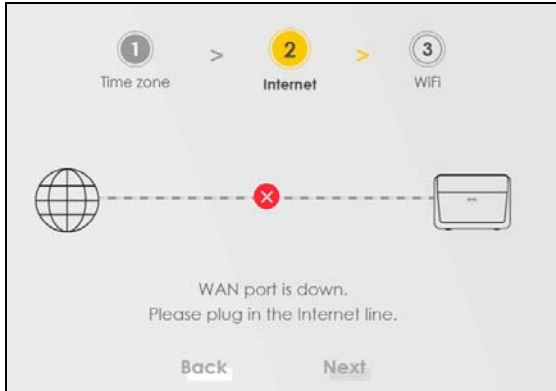 1 > 2 > 3
Time zone Internet WiFi
WAN port is down.
Please plug in the Internet line.
Back Next